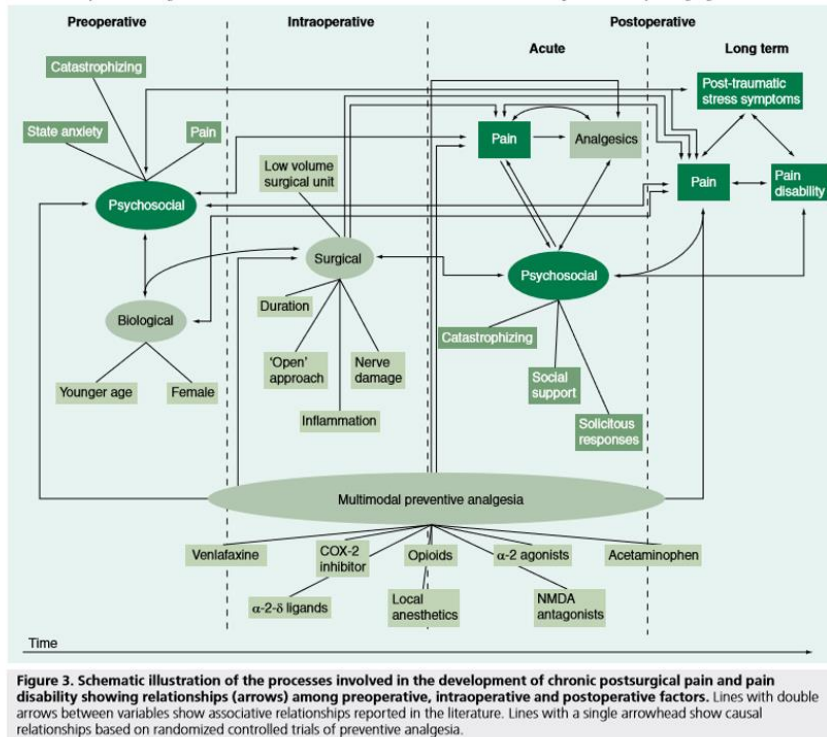 Preoperative
Intraoperative
Postoperative
Acute
Long term
Catastrophizing
State anxiety
Pain
Psychosocial
Biological
Younger age
Female
Low volume
surgical unit
Surgical
Duration
'Open'
approach
Nerve
damage
Inflammation
Pain
Analgesics
Psychosocial
Catastrophizing
Social
support
Solicitous
responses
Post-traumatic
stress symptoms
Pain
Pain
disability
Multimodal preventive analgesia
Venlafaxine
COX-2
inhibitor
Opioids
α-2 agonists
Acetaminophen
α-2-δ ligands
Local
anesthetics
NMDA
antagonists
Time
Figure 3. Schematic illustration of the processes involved in the development of chronic postsurgical pain and pain
disability showing relationships (arrows) among preoperative, intraoperative and postoperative factors. Lines with double
arrows between variables show associative relationships reported in the literature. Lines with a single arrowhead show causal
relationships based on randomized controlled trials of preventive analgesia.